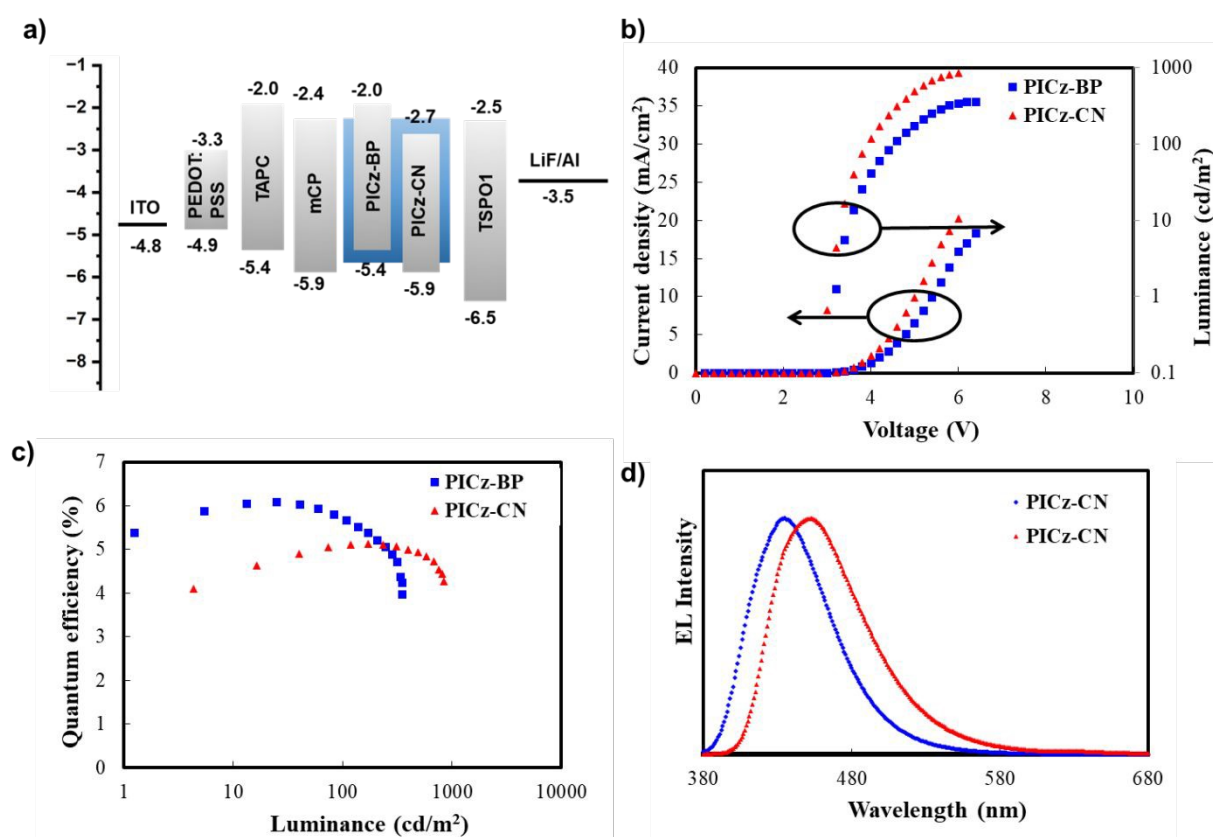 a)
−1
−2
−3
−4
−5
−6
−7
−8
ITO
-4.8
-3.3
PEDOT:
PSS
-4.9
-2.0
TAPC
-5.4
-2.4
mCP
-5.9
-2.0
PICz-BP
-5.4
-2.7
PICz-CN
-5.9
-2.5
TSPO1
-6.5
LiF/Al
-3.5
b)
Current density (mA/cm2)
40
35
30
25
20
15
10
5
0
PICz-BP
PICz-CN
1000
100
10
1
0.1
Luminance (cd/m2)
0 2 4 6 8 10
Voltage (V)
c)
Quantum efficiency (%)
7
6
5
4
3
2
1
0
PICz-BP
PICz-CN
1 10 100 1000 10000
Luminance (cd/m²)
d)
EL Intensity
PICz-CN
PICz-CN
380 480 580 680
Wavelength (nm)